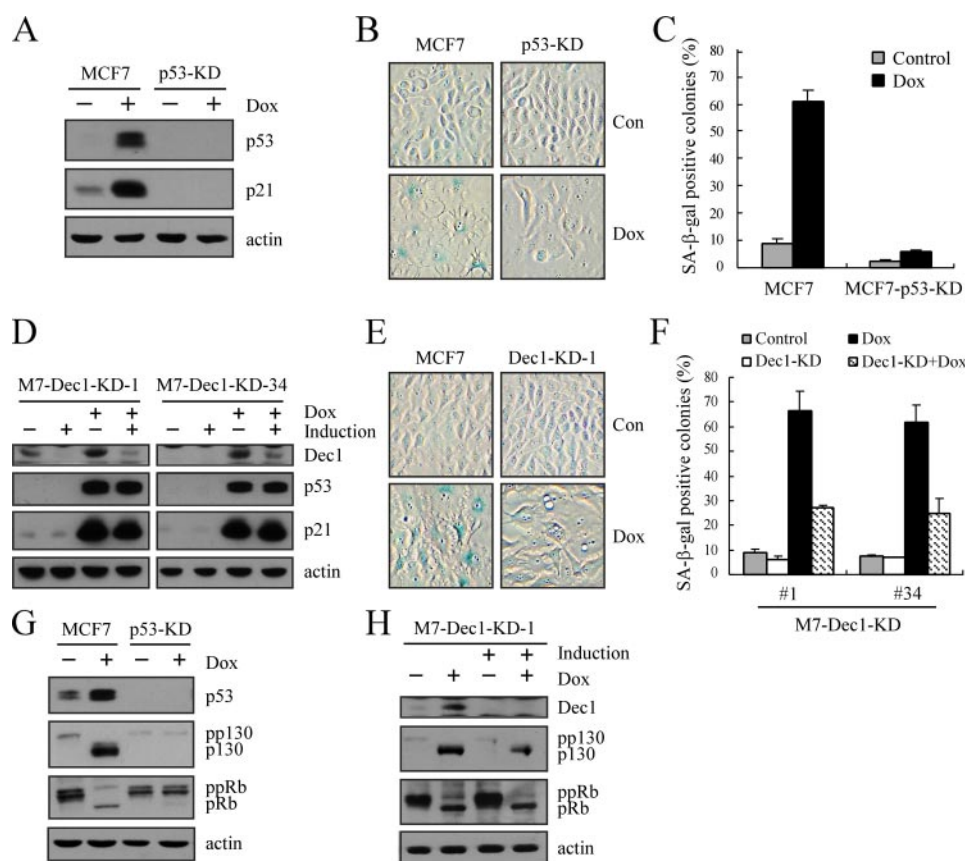 A
MCF7 p53-KD
− + − + Dox
p53
p21
actin
B
MCF7 p53-KD
Con
Dox
C
SA-β-gal positive colonies (%)
80
70
60
50
40
30
20
10
0
Control
Dox
MCF7 MCF7-p53-KD
D
M7-Dec1-KD-1 M7-Dec1-KD-34
+ + + + Dox
+ + + + Induction
Dec1
p53
p21
actin
E
MCF7 Dec1-KD-1
Con
Dox
F
Control Dox
Dec1-KD Dec1-KD+Dox
SA-β-gal positive colonies (%)
80
70
60
50
40
30
20
10
0
#1 #34
M7-Dec1-KD
G
MCF7 p53-KD
− + − + Dox
p53
pp130
p130
ppRb
pRb
actin
H
M7-Dec1-KD-1
+ + Induction
− + − + Dox
Dec1
pp130
p130
ppRb
pRb
actin